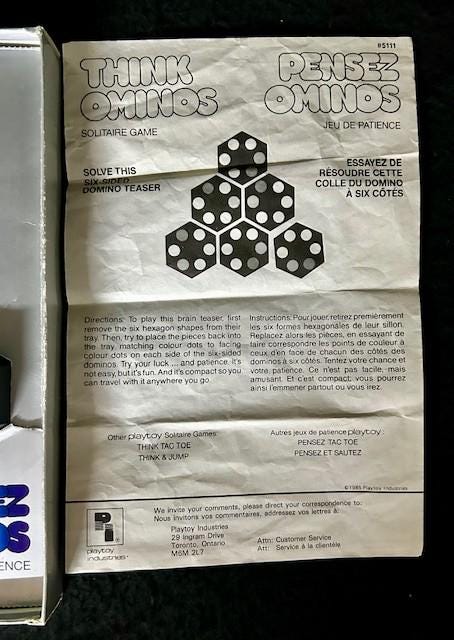 #5111
THINK
OMINOS
SOLITAIRE GAME
PENSEZ
OMINOS
JEU DE PATIENCE
SOLVE THIS
SIX-SIDED
DOMINO TEASER
ESSAYEZ DE
RÉSOUDRE CETTE
COLLE DU DOMINO
À SIX CÔTÉS
Directions: To play this brain teaser, first
remove the six hexagon shapes from their
tray. Then, try to place the pieces back into
the tray, matching colour dots to facing
colour dots on each side of the six-sided
dominos. Try your luck ... and patience. it's
not easy, but it's fun. And it's compact so you
can travel with it anywhere you go.
Instructions: Pour jouer, retirez premièrement
les six formes hexagonales de leur sillon.
Replacez alors les pièces, en essayant de
faire correspondre les points de couleur à
ceux d'en face de chacun des côtés des
dominos à six côtés. Tentez votre chance et
votre patience. Ce n'est pas facile, mais
amusant. Et c'est compact, vous pourrez
ainsi l'emmener partout ou vous irez.
Other playtoy Solitaire Games:
THINK TAC TOE
THINK & JUMP
Autres jeux de patience playtoy:
PENSEZ TAC TOE
PENSEZ ET SAUTEZ
©1985 Playtoy Industries
We invite your comments, please direct your correspondence to:
Nous invitons vos commentaires, addressez vos lettres à:
Playtoy Industries
29 Ingram Drive
Toronto, Ontario
M6M 2L7
Attn: Customer Service
Att: Service à la clientèle
playtoy
industries
EZ
OS
ENCE